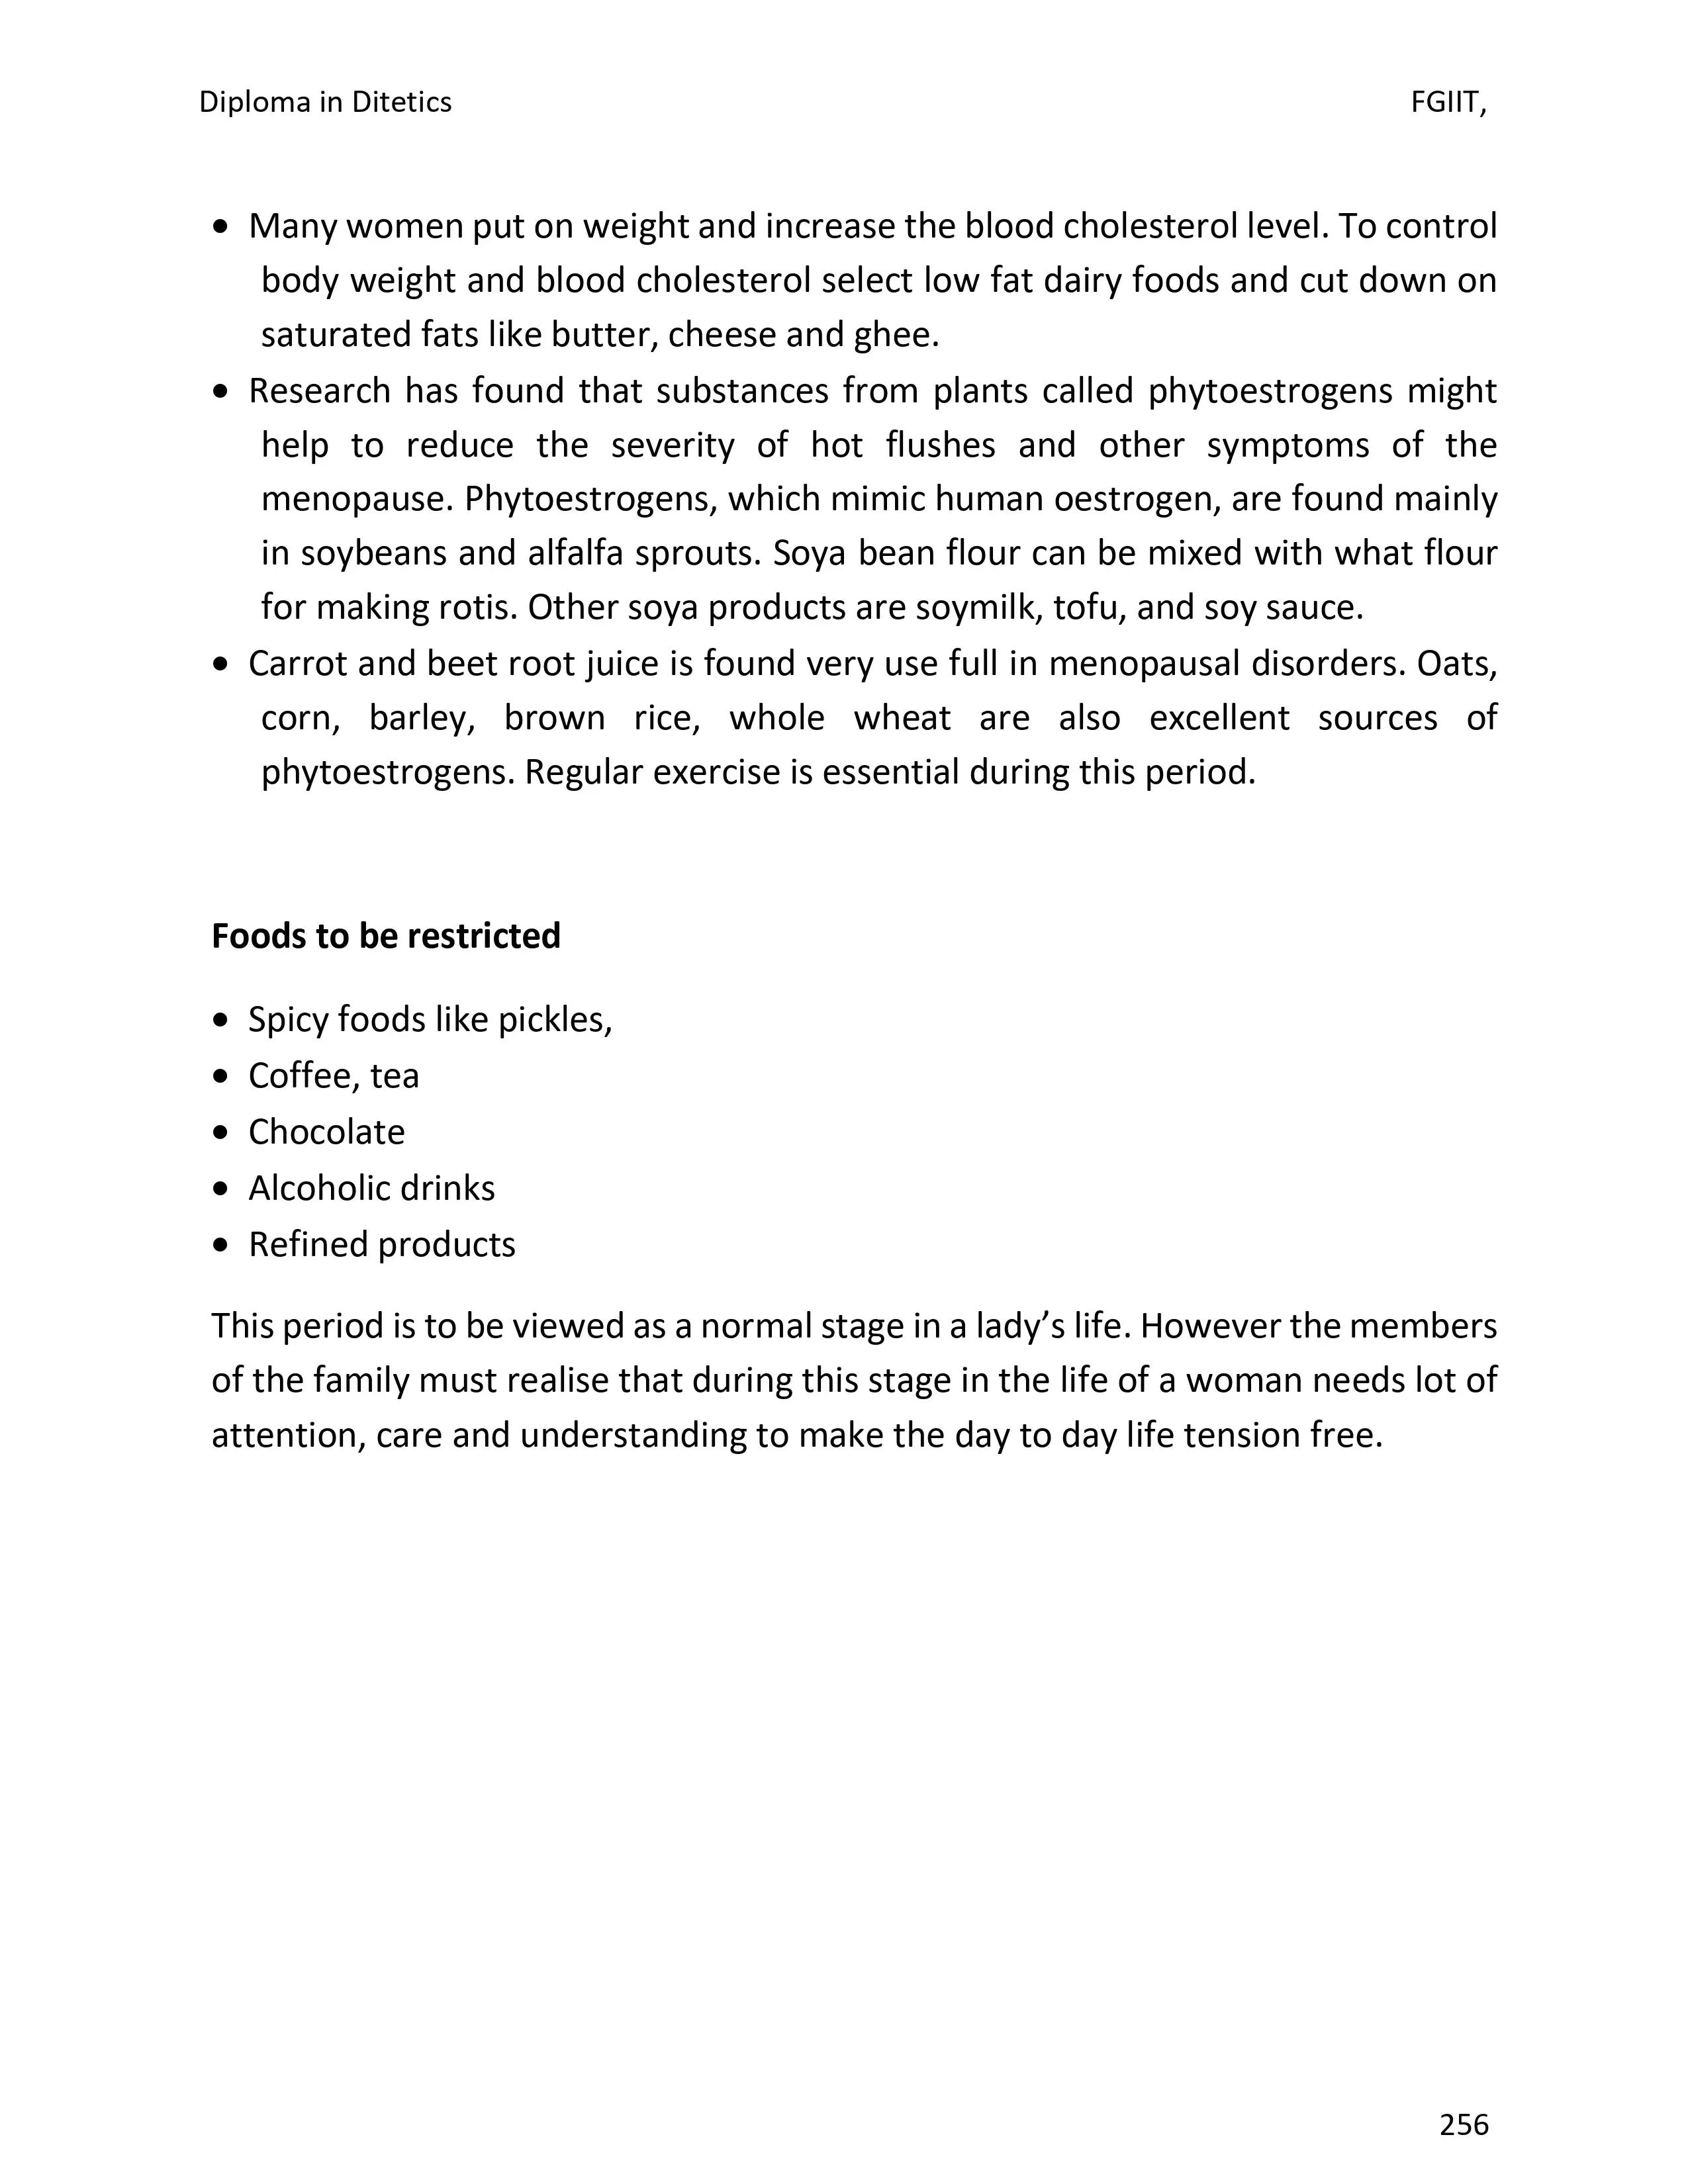 Diploma in Ditetics FGIIT,
• Many women put on weight and increase the blood cholesterol level. To control
body weight and blood cholesterol select low fat dairy foods and cut down on
saturated fats like butter, cheese and ghee.
• Research has found that substances from plants called phytoestrogens might
help to reduce the severity of hot flushes and other symptoms of the
menopause. Phytoestrogens, which mimic human oestrogen, are found mainly
in soybeans and alfalfa sprouts. Soya bean flour can be mixed with what flour
for making rotis. Other soya products are soymilk, tofu, and soy sauce.
• Carrot and beet root juice is found very use full in menopausal disorders. Oats,
corn, barley, brown rice, whole wheat are also excellent sources of
phytoestrogens. Regular exercise is essential during this period.
Foods to be restricted
• Spicy foods like pickles,
• Coffee, tea
• Chocolate
• Alcoholic drinks
• Refined products
This period is to be viewed as a normal stage in a lady’s life. However the members
of the family must realise that during this stage in the life of a woman needs lot of
attention, care and understanding to make the day to day life tension free.
256